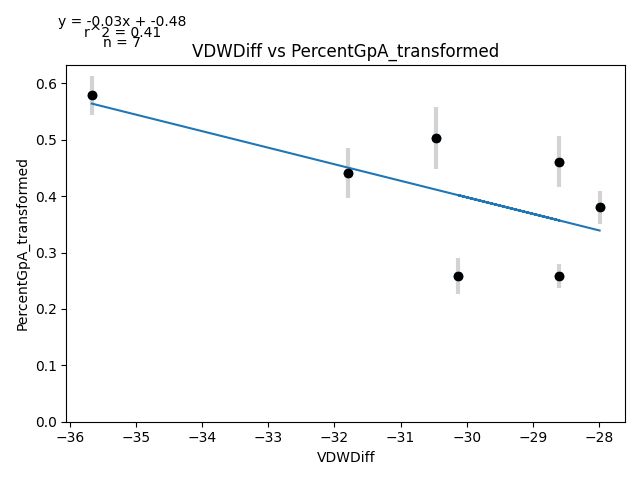 y = -0.03x + -0.48
r^2 = 0.41
n = 7
VDWDiff vs PercentGpA_transformed
PercentGpA_transformed
0.6
0.5
0.4
0.3
0.2
0.1
0.0
−36 −35 −34 −33 −32 −31 −30 −29 −28
VDWDiff